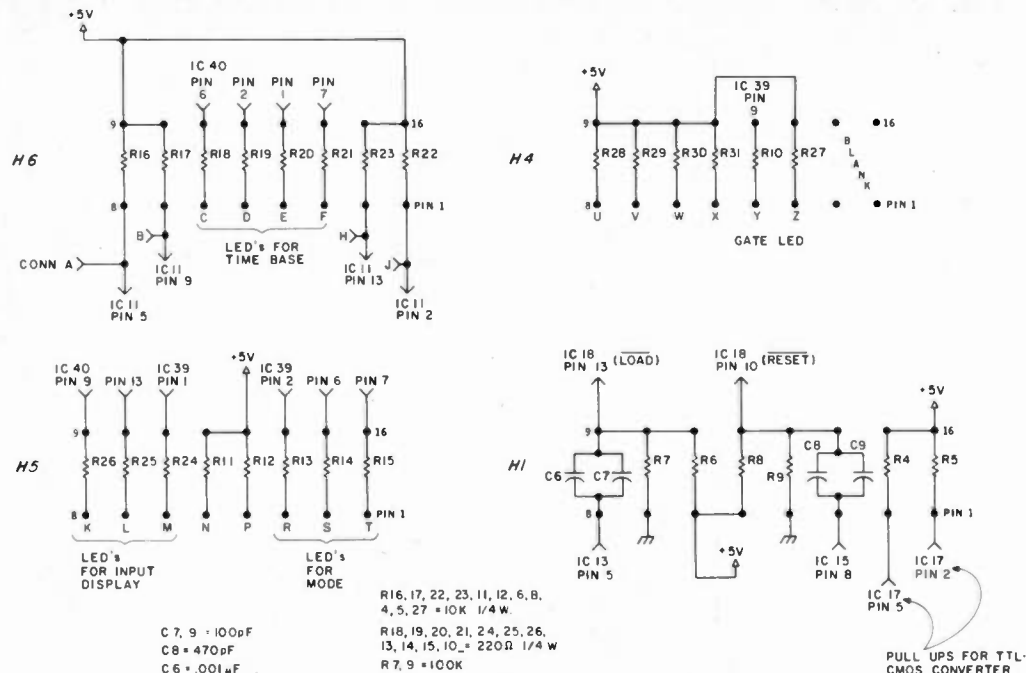 +5V
IC 40
PIN 6
PIN 2
PIN 1
PIN 7
9
16
H6
R16
R17
R18
R19
R20
R21
R23
R22
8
PIN 1
C
D
E
F
B
H
J
LED's FOR
TIME BASE
CONN A
IC 11
PIN 9
IC 11
PIN 13
IC 11
PIN 5
IC 11
PIN 2
+5V
IC 39
PIN
9
9
16
H4
R28
R29
R30
R31
R10
R27
BLANK
8
PIN 1
U
V
W
X
Y
Z
GATE LED
IC 40
PIN 9
PIN 13
IC 39
PIN 1
+5V
IC 39
PIN 2
PIN 6
PIN 7
9
16
H5
R26
R25
R24
R11
R12
R13
R14
R15
8
PIN 1
K
L
M
N
P
R
S
T
LED's
FOR INPUT
DISPLAY
LED's
FOR
MODE
IC 18
PIN 13 (LOAD)
IC 18
PIN 10 (RESET)
+5V
9
16
H1
C6
C7
R7
R6
R8
R9
C8
C9
R4
R5
8
PIN 1
IC 13
PIN 5
+5V
IC 15
PIN 8
IC 17
PIN 5
IC 17
PIN 2
PULL UPS FOR TTL-
CMOS CONVERTER
R16, 17, 22, 23, 11, 12, 6, 8,
4, 5, 27 = 10K 1/4 W.
R18, 19, 20, 21, 24, 25, 26,
13, 14, 15, 10_= 220Ω 1/4 W
R 7, 9 = 100K
C 7, 9 = 100pF
C8 = 470pF
C 6 = .001µF